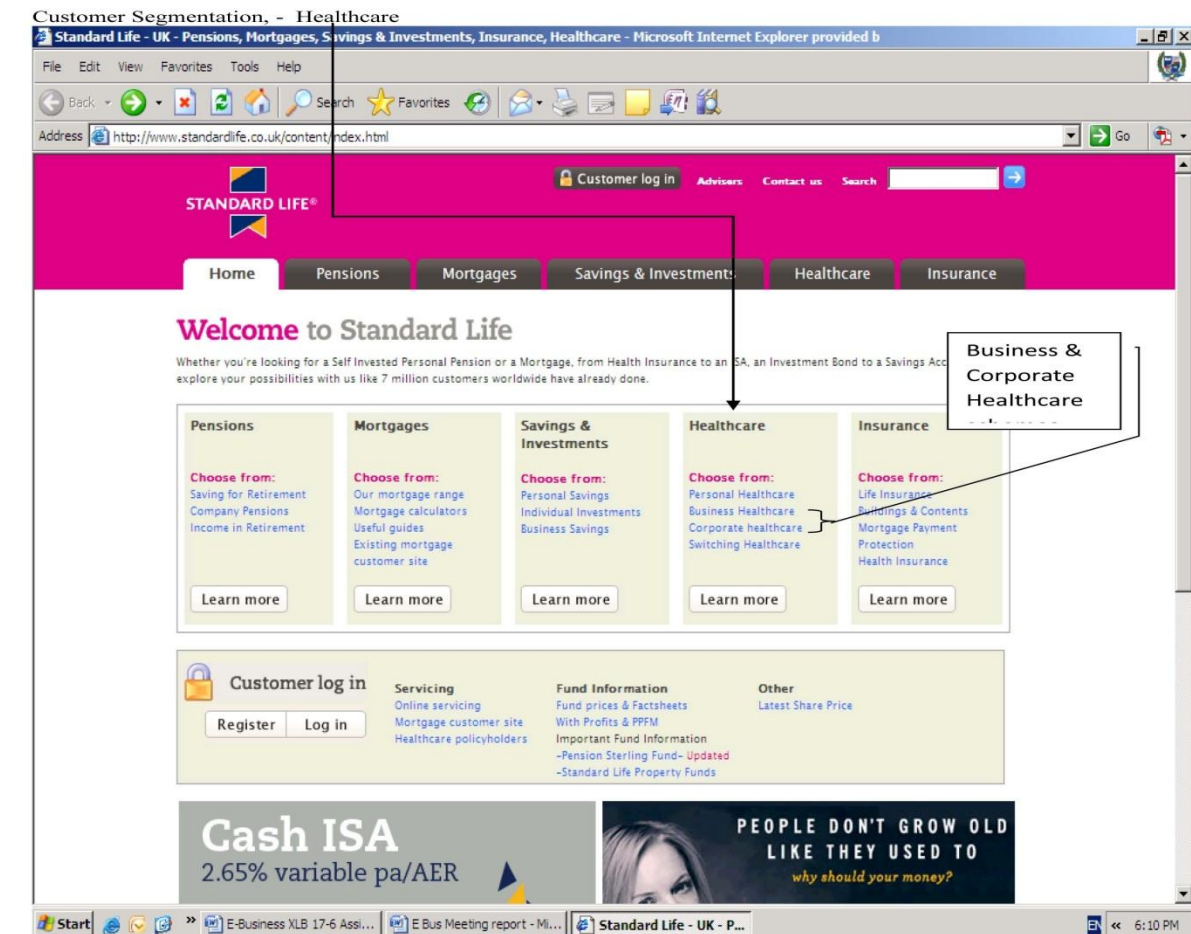 Customer Segmentation, - Healthcare
Standard Life - UK - Pensions, Mortgages, Savings & Investments, Insurance, Healthcare - Microsoft Internet Explorer provided b
File Edit View Favorites Tools Help
Back Search Favorites
Address http://www.standardlife.co.uk/content/index.html Go
Customer log in Advisers Contact us Search
STANDARD LIFE®
Home Pensions Mortgages Savings & Investments Healthcare Insurance
Welcome to Standard Life
Whether you're looking for a Self Invested Personal Pension or a Mortgage, from Health Insurance to an ISA, an Investment Bond to a Savings Acc
explore your possibilities with us like 7 million customers worldwide have already done.
Business &
Corporate
Healthcare
Pensions
Choose from:
Saving for Retirement
Company Pensions
Income in Retirement
Learn more
Mortgages
Choose from:
Our mortgage range
Mortgage calculators
Useful guides
Existing mortgage
customer site
Learn more
Savings &
Investments
Choose from:
Personal Savings
Individual Investments
Business Savings
Learn more
Healthcare
Choose from:
Personal Healthcare
Business Healthcare
Corporate healthcare
Switching Healthcare
Learn more
Insurance
Choose from:
Life Insurance
Buildings & Contents
Mortgage Payment
Protection
Health Insurance
Learn more
Customer log in
Register Log in
Servicing
Online servicing
Mortgage customer site
Healthcare policyholders
Fund Information
Fund prices & Factsheets
With Profits & PPFM
Important Fund Information
-Pension Sterling Fund- Updated
-Standard Life Property Funds
Other
Latest Share Price
Cash ISA
2.65% variable pa/AER
PEOPLE DON'T GROW OLD
LIKE THEY USED TO
why should your money?
Start » E-Business XLB 17-6 Assi... E Bus Meeting report - Mi... Standard Life - UK - P... EN « 6:10 PM